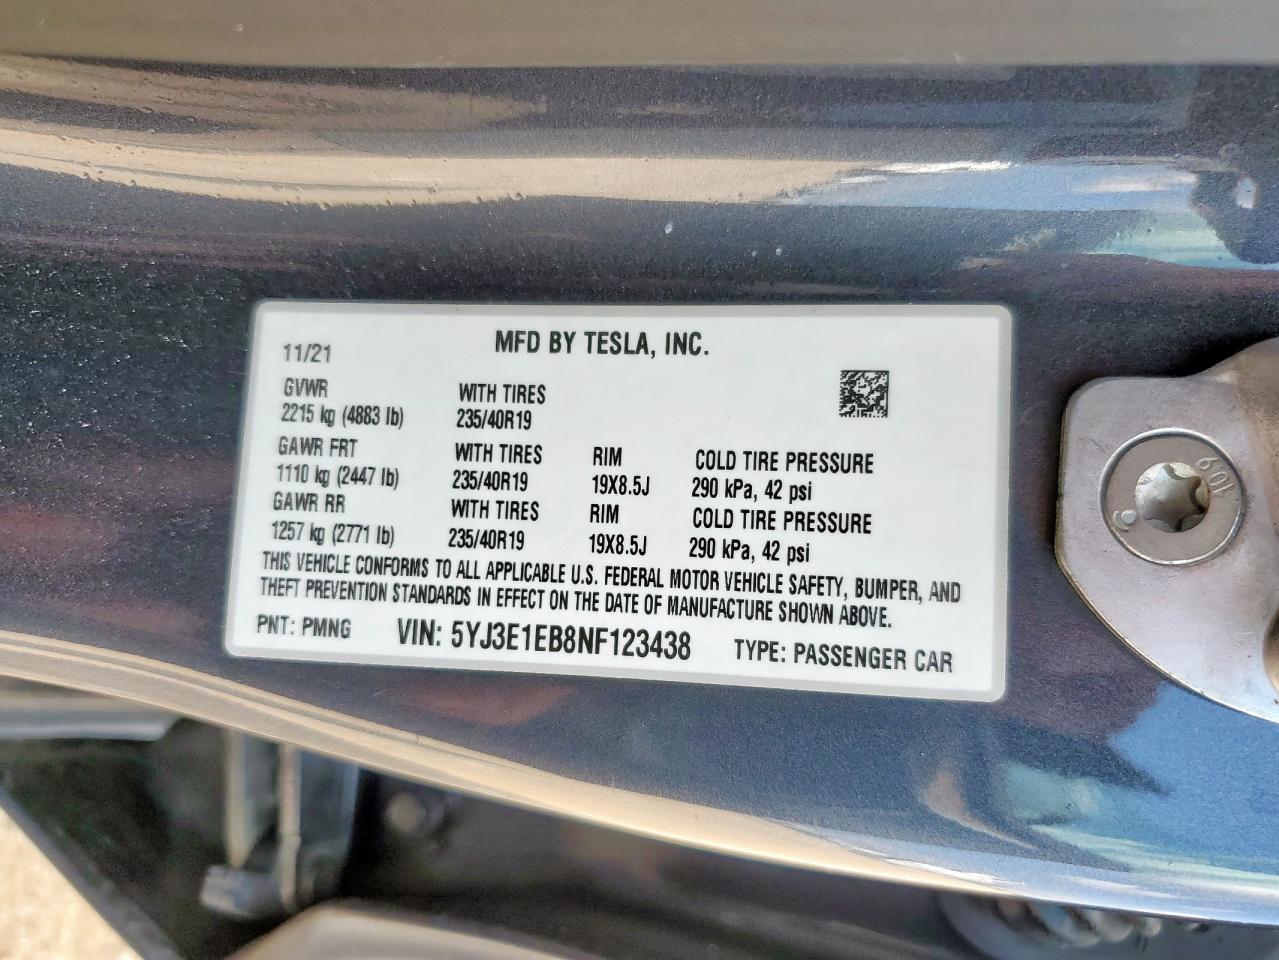 MFD BY TESLA, INC.
11/21
GVWR WITH TIRES
2215 kg (4883 lb) 235/40R19
GAWR FRT WITH TIRES RIM COLD TIRE PRESSURE
1110 kg (2447 lb) 235/40R19 19X8.5J 290 kPa, 42 psi
GAWR RR WITH TIRES RIM COLD TIRE PRESSURE
1257 kg (2771 lb) 235/40R19 19X8.5J 290 kPa, 42 psi
THIS VEHICLE CONFORMS TO ALL APPLICABLE U.S. FEDERAL MOTOR VEHICLE SAFETY, BUMPER, AND
THEFT PREVENTION STANDARDS IN EFFECT ON THE DATE OF MANUFACTURE SHOWN ABOVE.
PNT: PMNG VIN: 5YJ3E1EB8NF123438 TYPE: PASSENGER CAR